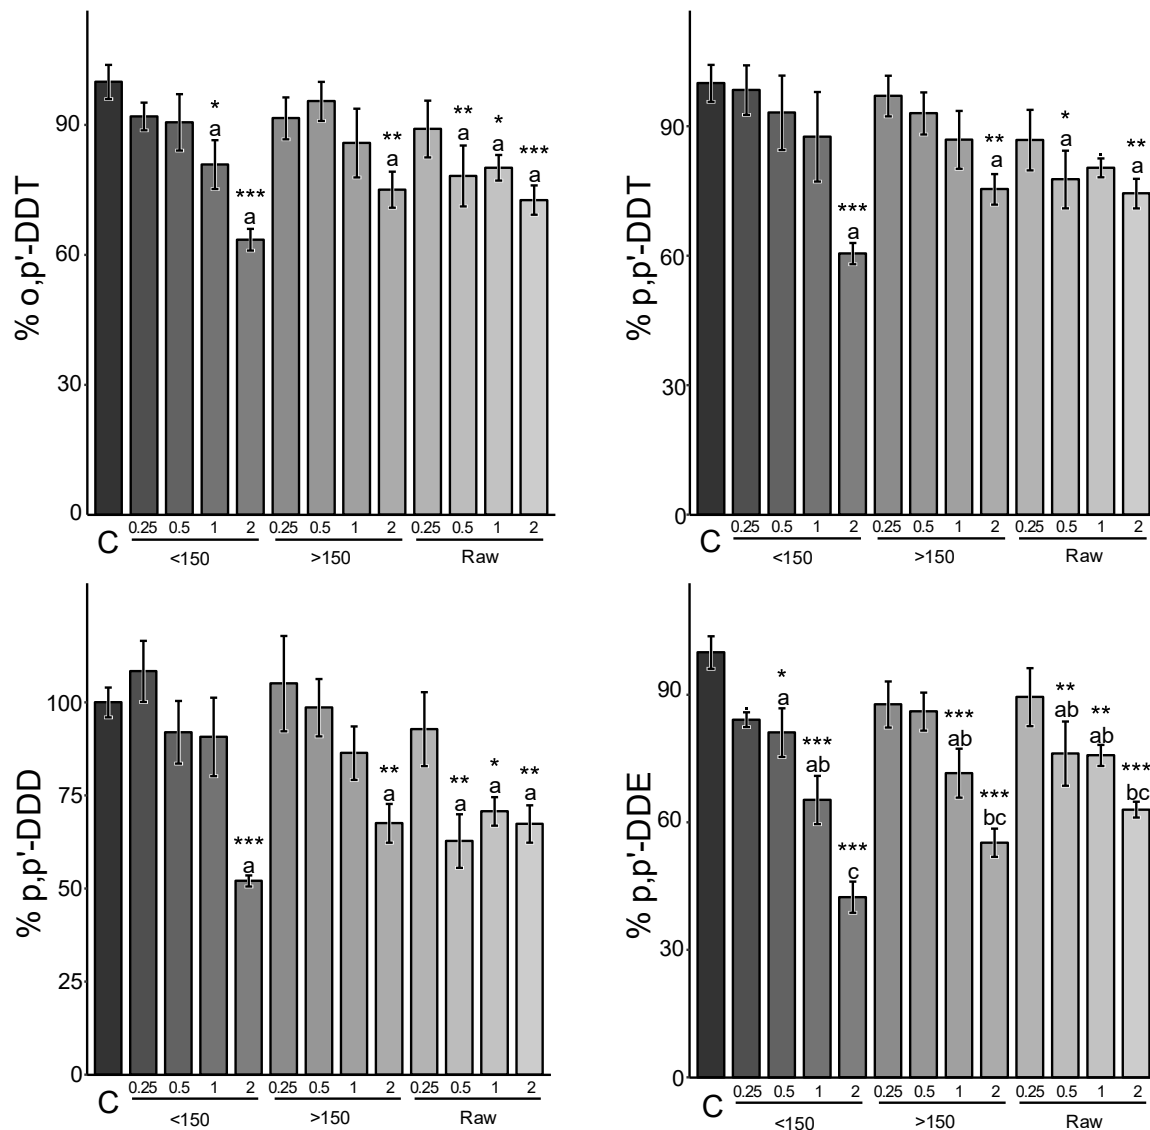 % o,p'-DDT
90
60
30
0
*
a
***
a
**
a
**
a
*
a
***
a
0.25 0.5 1 2 0.25 0.5 1 2 0.25 0.5 1 2
C
<150 >150 Raw
% p,p'-DDT
90
60
30
0
***
a
**
a
*
a
.
**
a
0.25 0.5 1 2 0.25 0.5 1 2 0.25 0.5 1 2
C
<150 >150 Raw
% p,p'-DDD
100
75
50
25
0
***
a
**
a
**
a
*
a
**
a
0.25 0.5 1 2 0.25 0.5 1 2 0.25 0.5 1 2
C
<150 >150 Raw
% p,p'-DDE
90
60
30
0
.
*
a
***
ab
***
c
***
ab
***
bc
**
ab
**
ab
***
bc
0.25 0.5 1 2 0.25 0.5 1 2 0.25 0.5 1 2
C
<150 >150 Raw